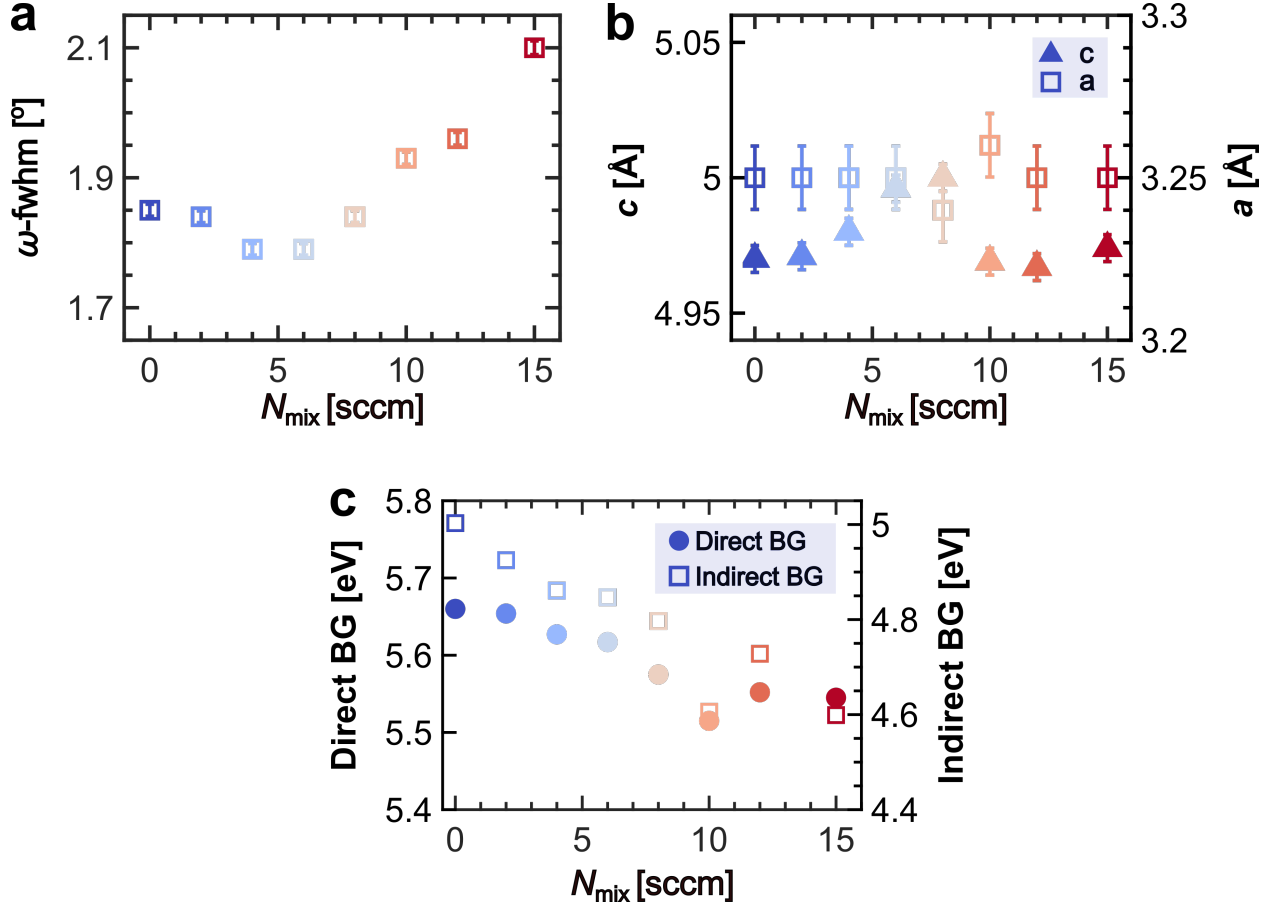 a
ω-fwhm [º]
2.1
1.9
1.7
0 5 10 15
N_mix [sccm]
b
c [Å]
5.05
5
4.95
c
a
3.3
3.25
3.2
a [Å]
0 5 10 15
N_mix [sccm]
c
Direct BG [eV]
5.8
5.7
5.6
5.5
5.4
Direct BG
Indirect BG
5
4.8
4.6
4.4
Indirect BG [eV]
0 5 10 15
N_mix [sccm]